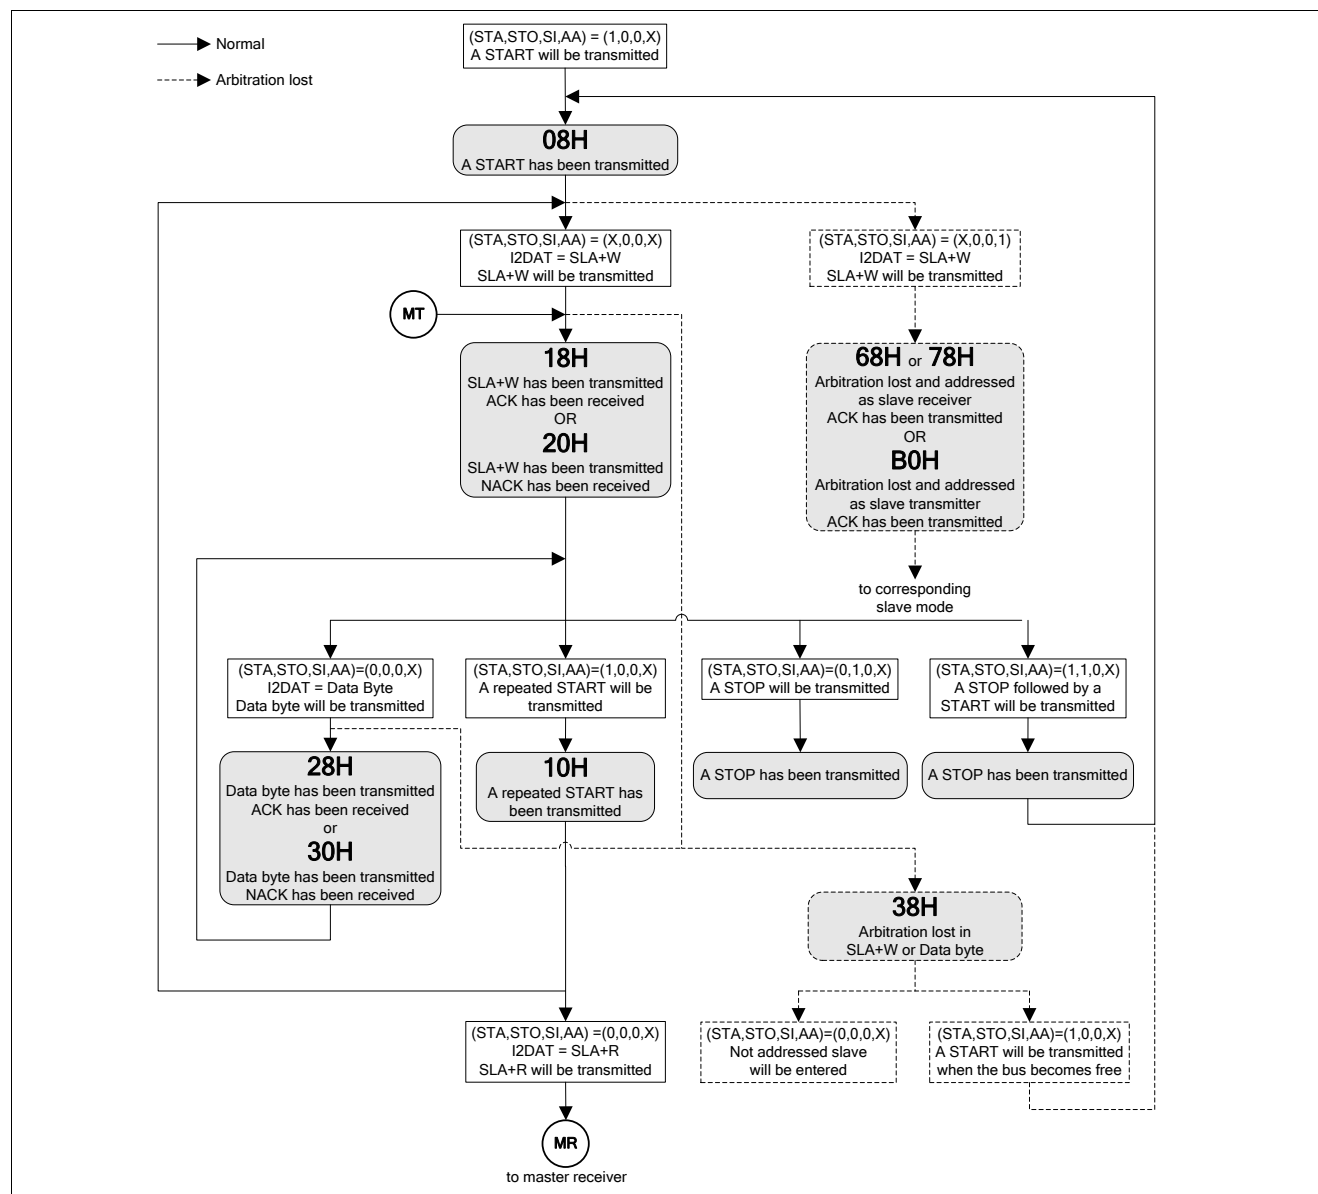 Normal
Arbitration lost
(STA,STO,SI,AA) = (1,0,0,X)
A START will be transmitted
08H
A START has been transmitted
(STA,STO,SI,AA) = (X,0,0,X)
I2DAT = SLA+W
SLA+W will be transmitted
(STA,STO,SI,AA) = (X,0,0,1)
I2DAT = SLA+W
SLA+W will be transmitted
MT
18H
SLA+W has been transmitted
ACK has been received
OR
20H
SLA+W has been transmitted
NACK has been received
68H or 78H
Arbitration lost and addressed
as slave receiver
ACK has been transmitted
OR
B0H
Arbitration lost and addressed
as slave transmitter
ACK has been transmitted
to corresponding
slave mode
(STA,STO,SI,AA)=(0,0,0,X)
I2DAT = Data Byte
Data byte will be transmitted
(STA,STO,SI,AA)=(1,0,0,X)
A repeated START will be
transmitted
(STA,STO,SI,AA)=(0,1,0,X)
A STOP will be transmitted
(STA,STO,SI,AA)=(1,1,0,X)
A STOP followed by a
START will be transmitted
28H
Data byte has been transmitted
ACK has been received
or
30H
Data byte has been transmitted
NACK has been received
10H
A repeated START has
been transmitted
A STOP has been transmitted
A STOP has been transmitted
38H
Arbitration lost in
SLA+W or Data byte
(STA,STO,SI,AA) =(0,0,0,X)
I2DAT = SLA+R
SLA+R will be transmitted
(STA,STO,SI,AA)=(0,0,0,X)
Not addressed slave
will be entered
(STA,STO,SI,AA)=(1,0,0,X)
A START will be transmitted
when the bus becomes free
MR
to master receiver